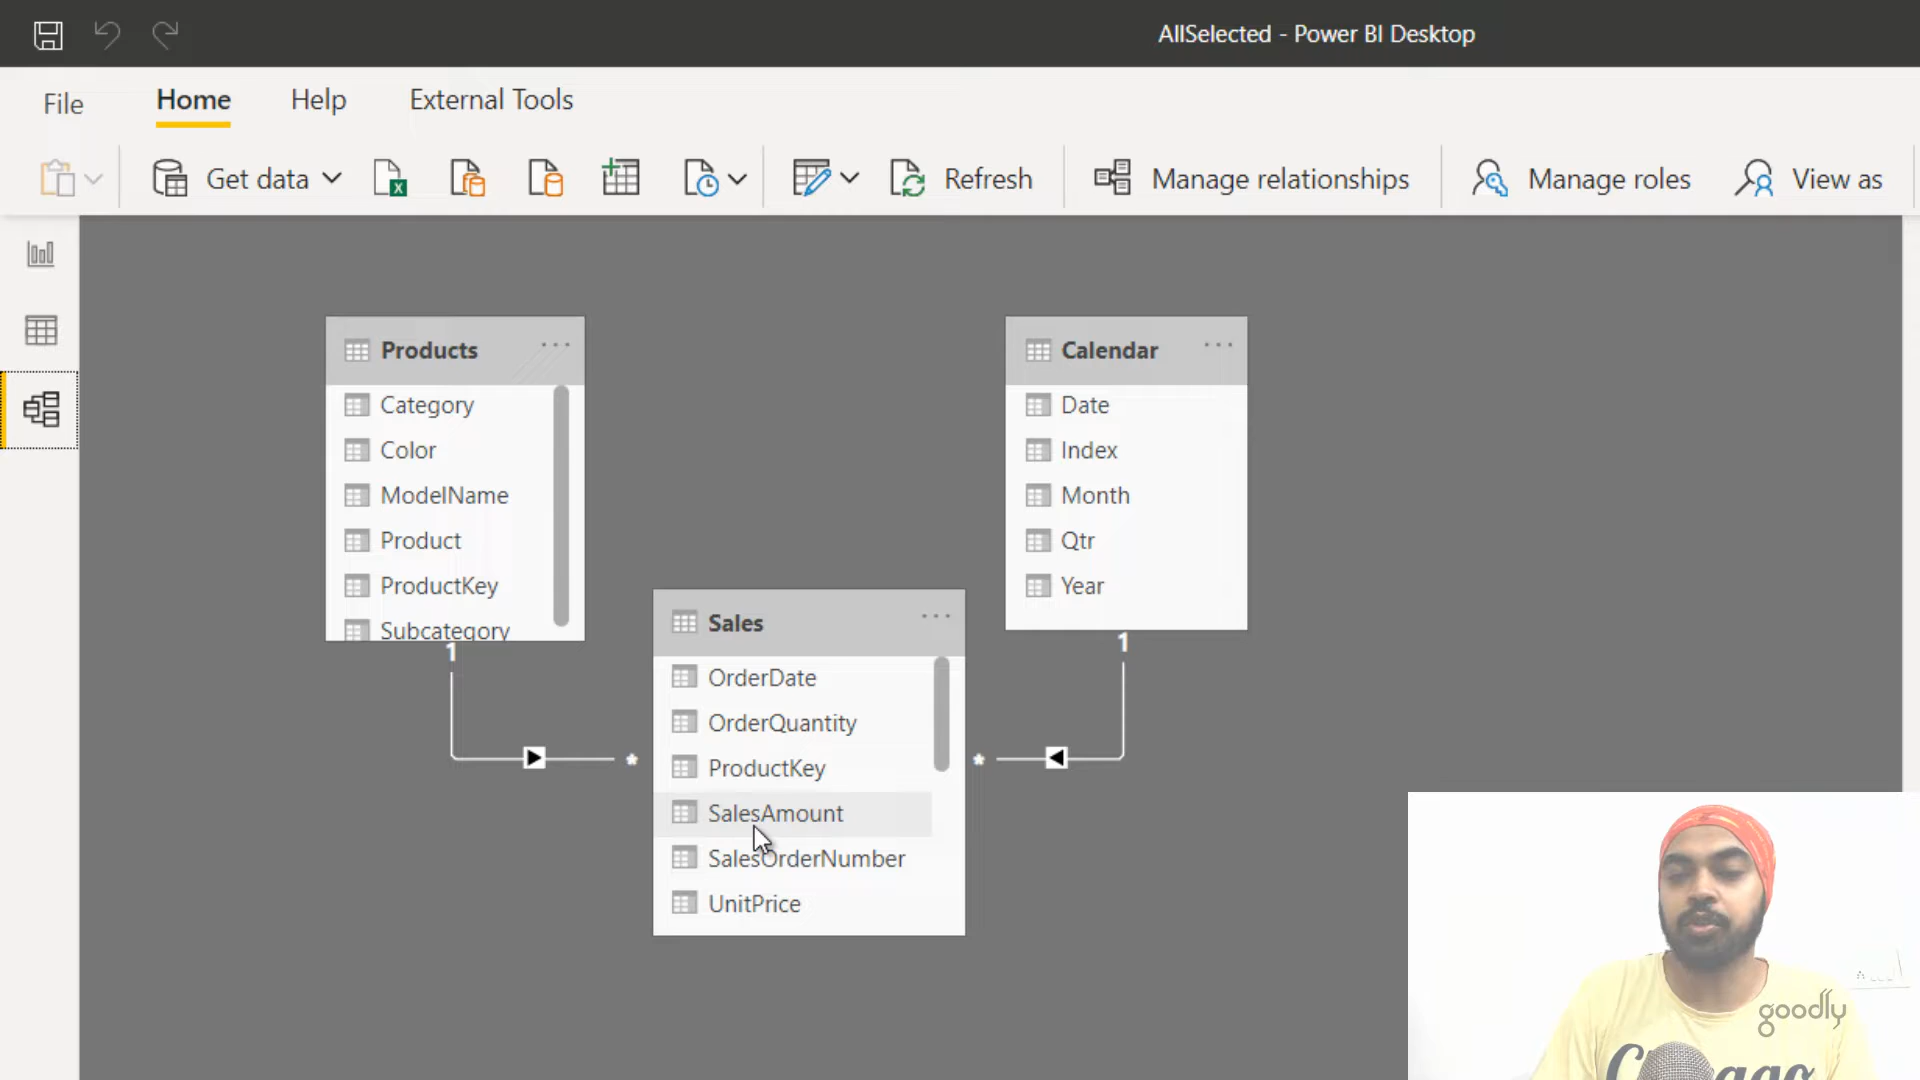 AllSelected - Power BI Desktop
File
Home
Help
External Tools
Get data
Refresh
Manage relationships
Manage roles
View as
Products
Category
Color
ModelName
Product
ProductKey
Subcategory
1
*
Calendar
Date
Index
Month
Qtr
Year
1
*
Sales
OrderDate
OrderQuantity
ProductKey
SalesAmount
SalesOrderNumber
UnitPrice
goodly